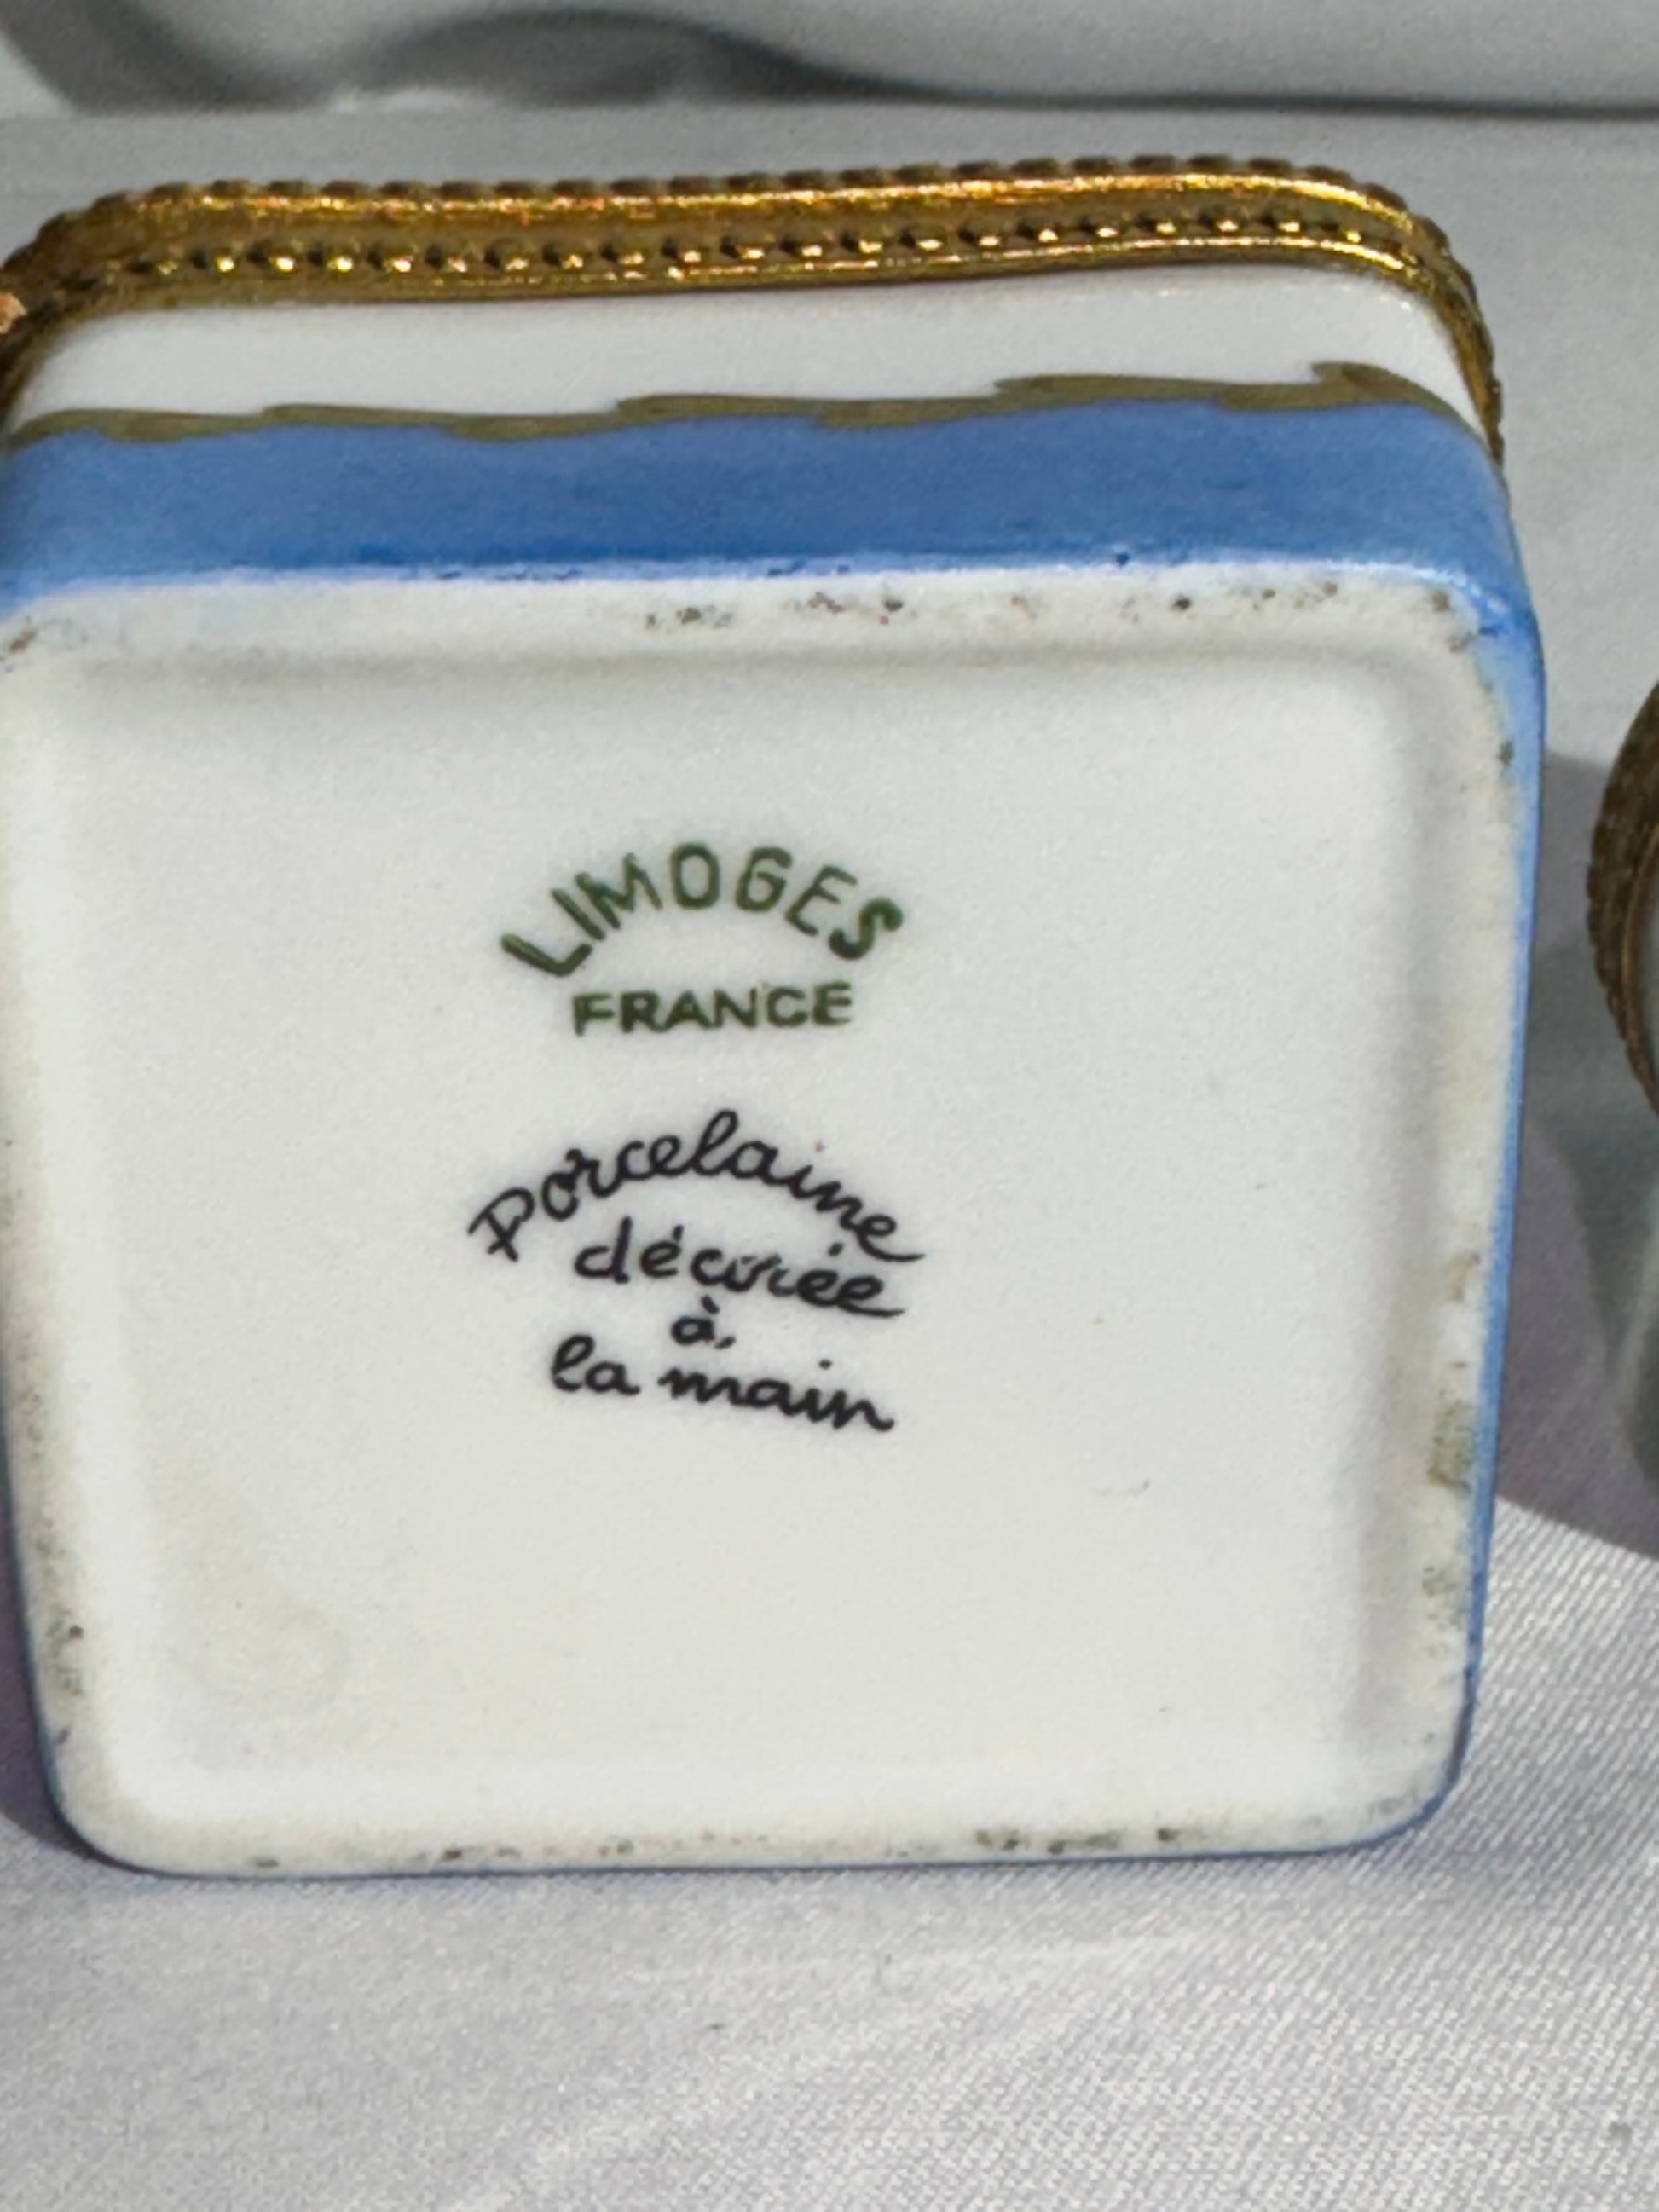 LIMOGES
FRANCE
Porcelaine
décorée
à
la main